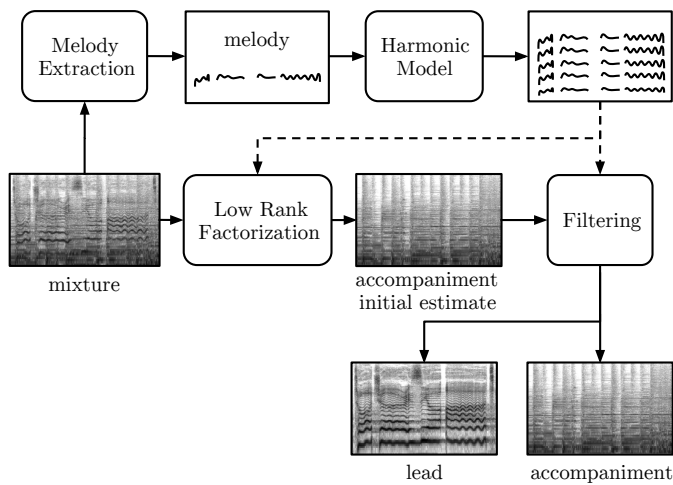 Melody
Extraction
melody
Harmonic
Model
Low Rank
Factorization
Filtering
mixture
accompaniment
initial estimate
lead
accompaniment